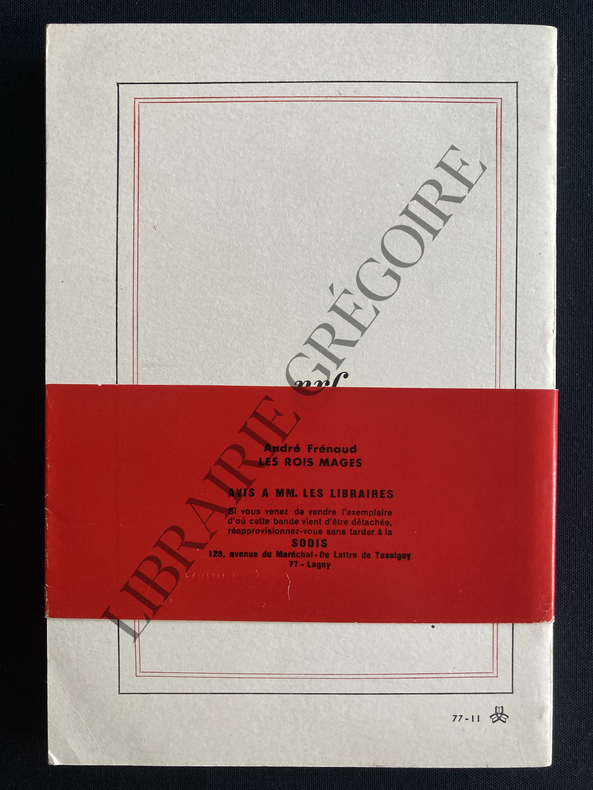 nrf
André Frénaud
LES ROIS MAGES
AVIS A MM. LES LIBRAIRES
Si vous venez de vendre l'exemplaire
d'où cette bande vient d'être détachée,
réapprovisionnez-vous sans tarder à la
SODIS
128, avenue du Maréchal-De Lattre de Tassigny
77 - Lagny
77-11
LIBRAIRIE GRÉGOIRE